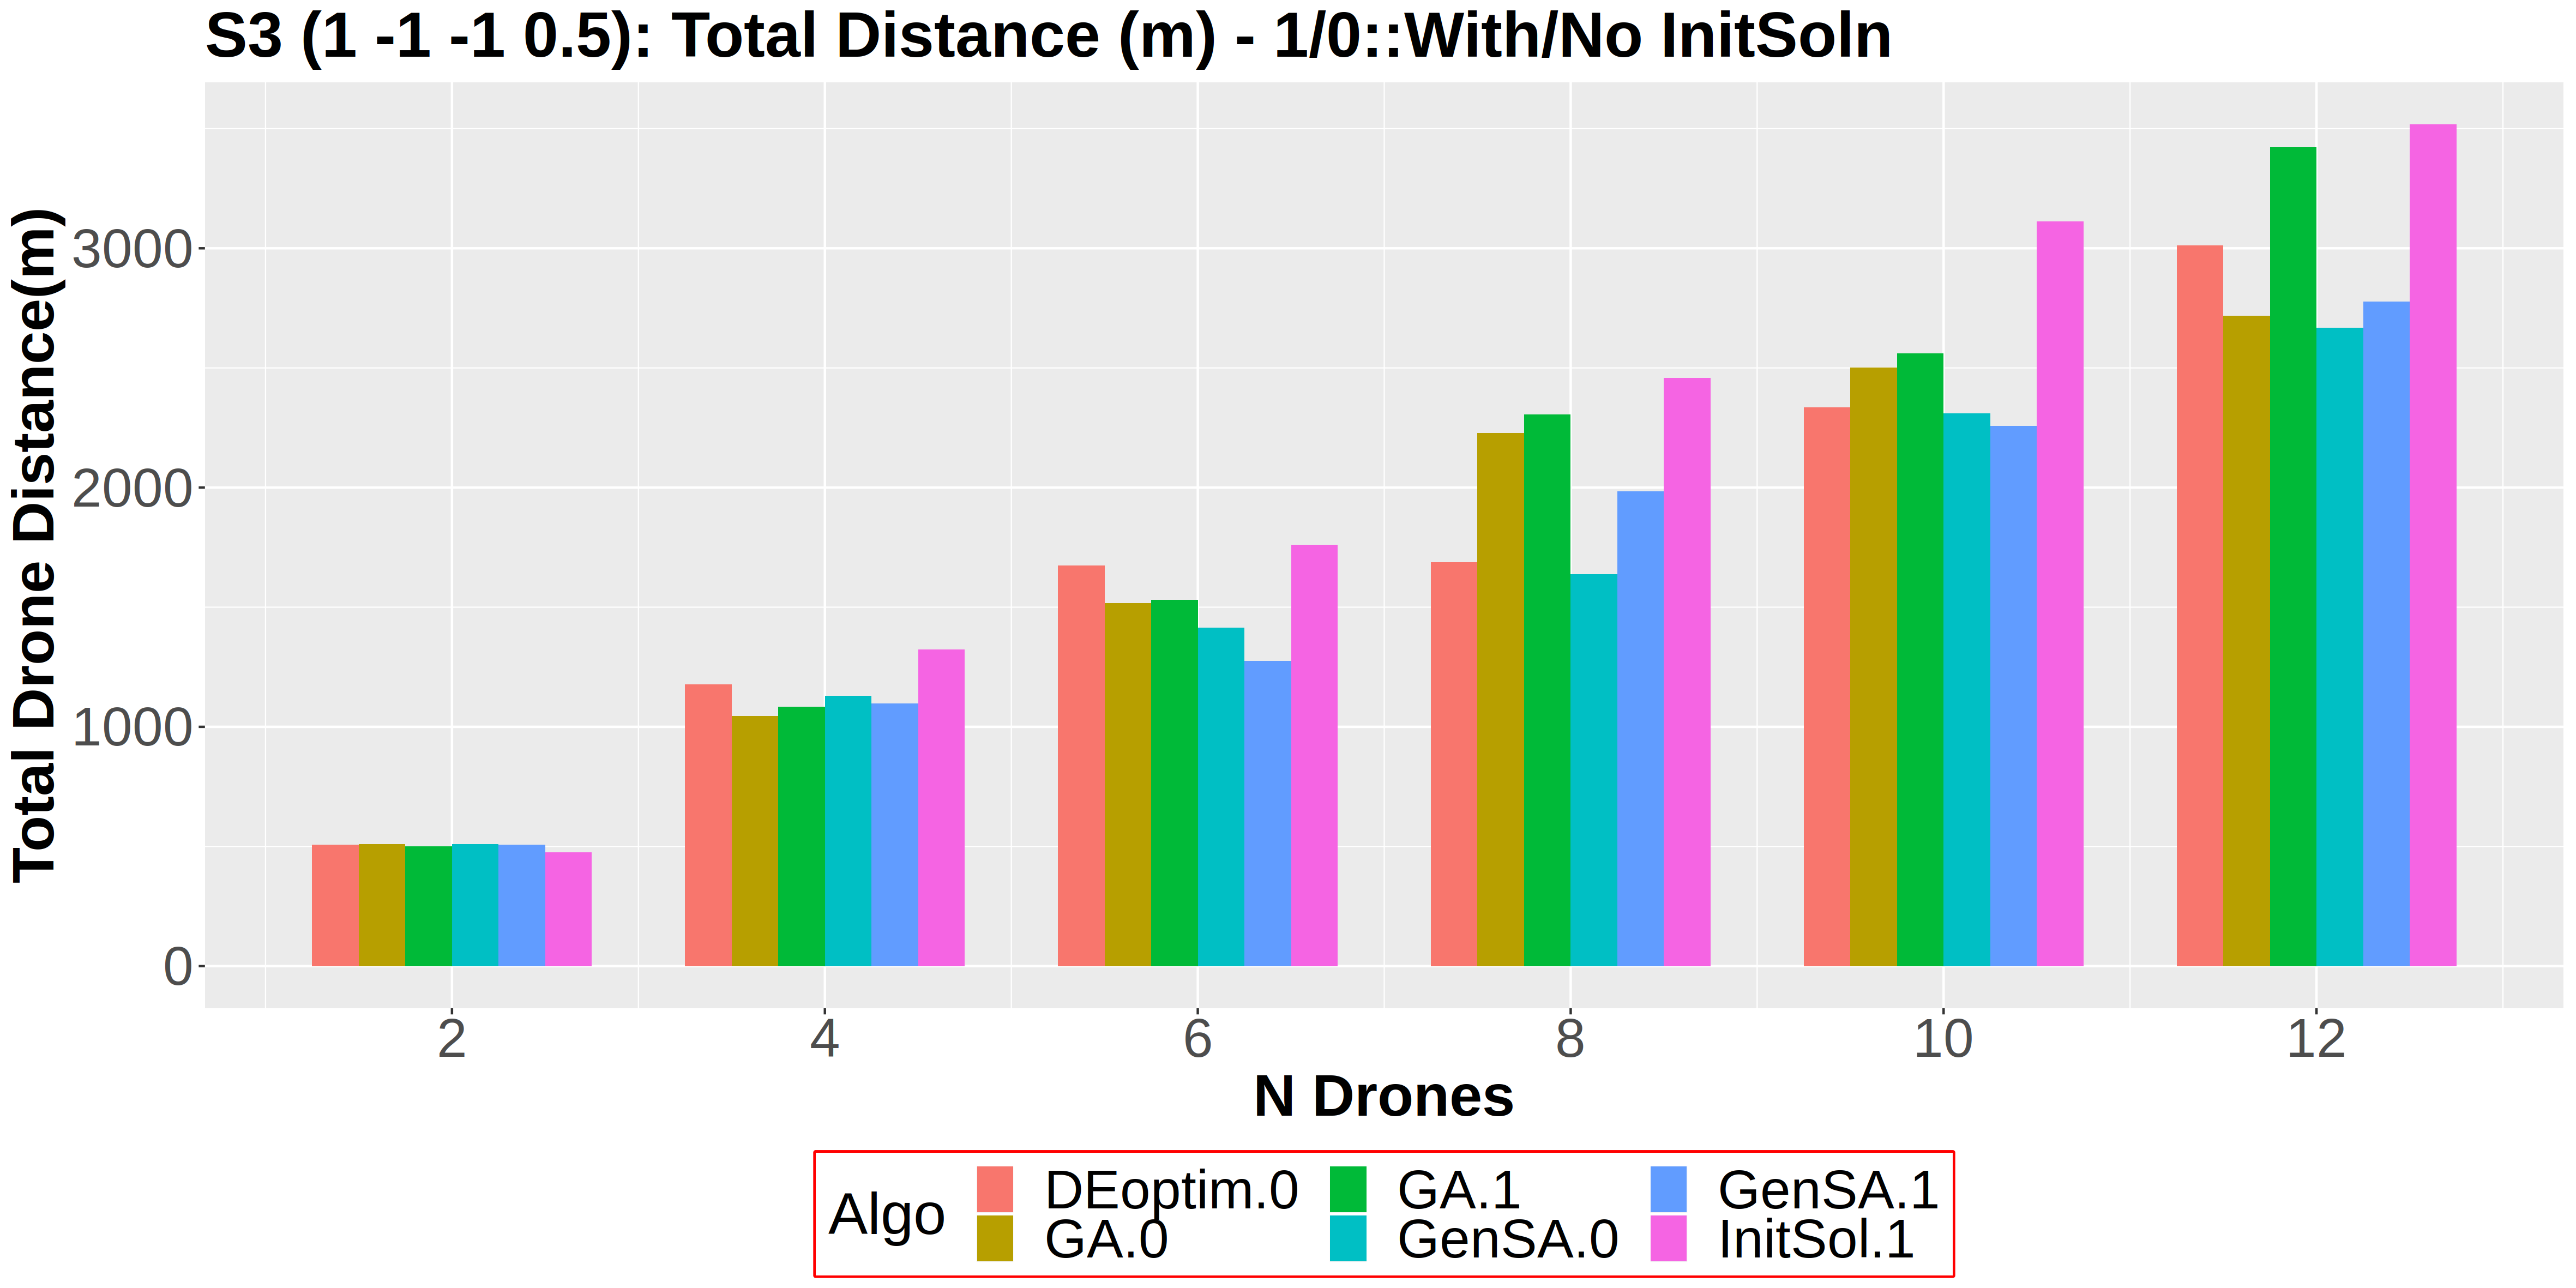 S3 (1 -1 -1 0.5): Total Distance (m) - 1/0::With/No InitSoln
Total Drone Distance(m)
3000
2000
1000
0
2 4 6 8 10 12
N Drones
Algo
DEoptim.0 GA.1 GenSA.1
GA.0 GenSA.0 InitSol.1